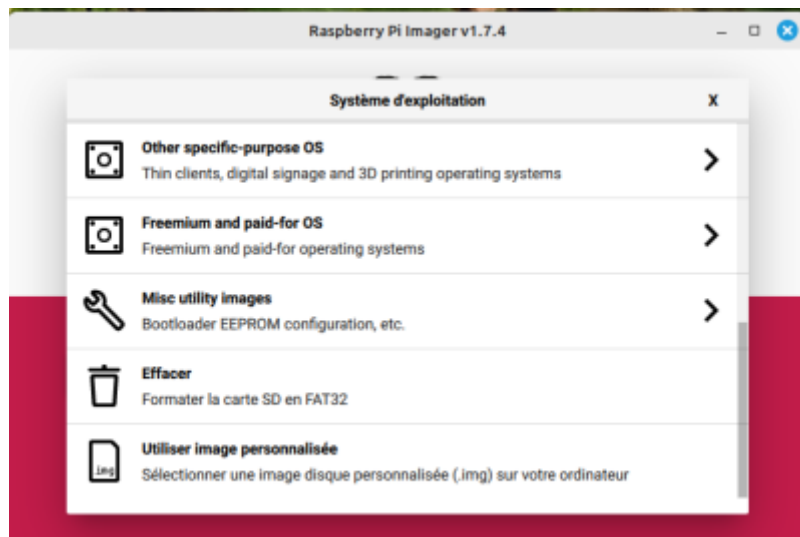 Raspberry Pi Imager v1.7.4
Système d'exploitation
X
Other specific-purpose OS
Thin clients, digital signage and 3D printing operating systems
Freemium and paid-for OS
Freemium and paid-for operating systems
Misc utility images
Bootloader EEPROM configuration, etc.
Effacer
Formater la carte SD en FAT32
Utiliser image personnalisée
.img
Sélectionner une image disque personnalisée (.img) sur votre ordinateur